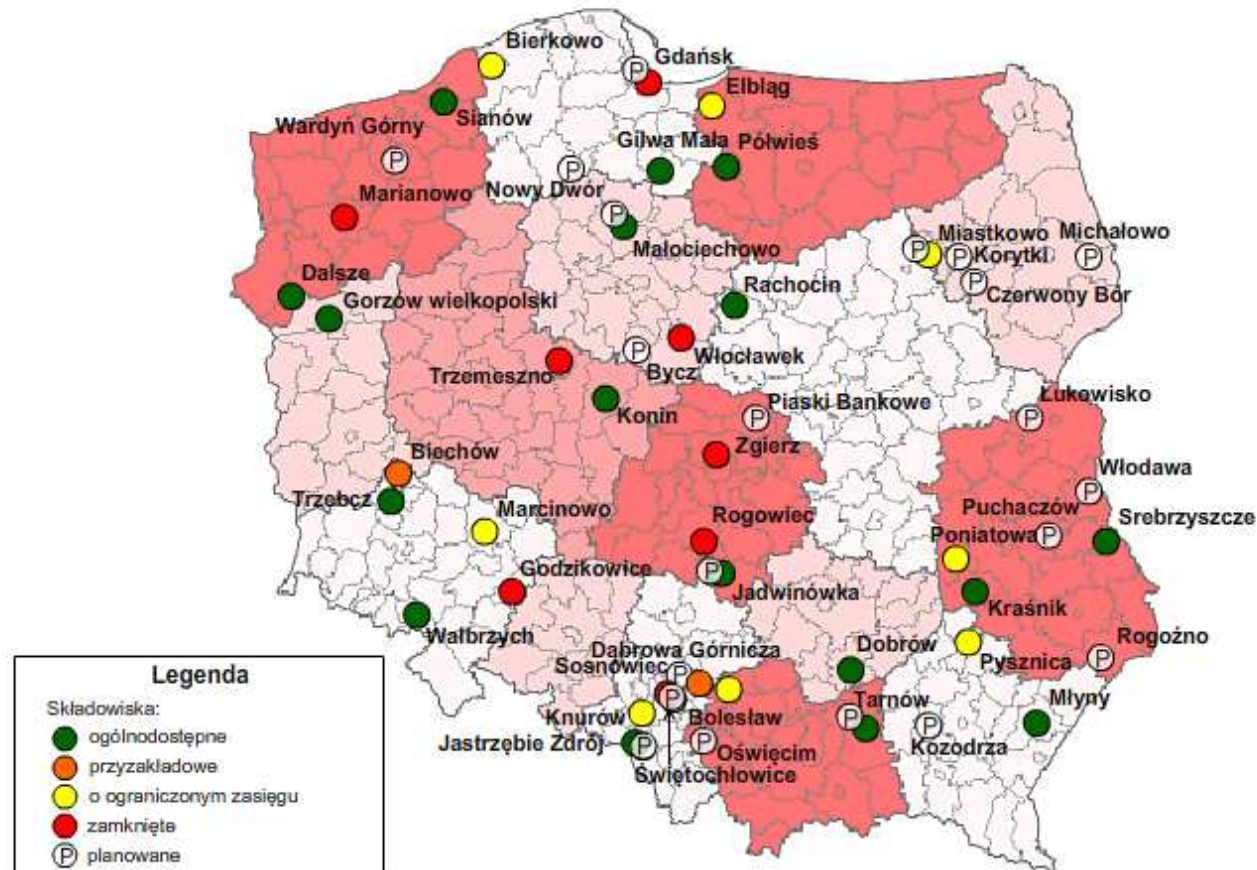 Bierkowo
Gdańsk
P
Elbląg
Sianów
Wardyń Górny
P
Gilwa Mała
Półwieś
Marianowo
Nowy Dwór
P
P
Małociechowo
Miastkowo
P
Korytki
P
Michałowo
P
Czerwony Bór
P
Dalsze
Gorzów wielkopolski
Rachocin
Włocławek
Trzemeszno
Bycz
P
Konin
Piaski Bankowe
P
Łukowisko
P
Zgierz
Biechów
Trzebcz
Włodawa
P
Marcinowo
Rogowiec
Puchaczów
P
Srebrzyszcze
Poniatowa
Godzikowice
P
Jadwinówka
Kraśnik
Wałbrzych
Dobrów
Rogoźno
P
Pysznica
Dąbrowa Górnicza
Sosnowiec
P
P
Tarnów
P
Młyny
Knurów
Bolesław
Kozodrza
P
Jastrzębie Zdrój
P
Oświęcim
P
Świętochłowice
Legenda
Składowiska:
ogólnodostępne
przyzakładowe
o ograniczonym zasięgu
zamknięte
P planowane